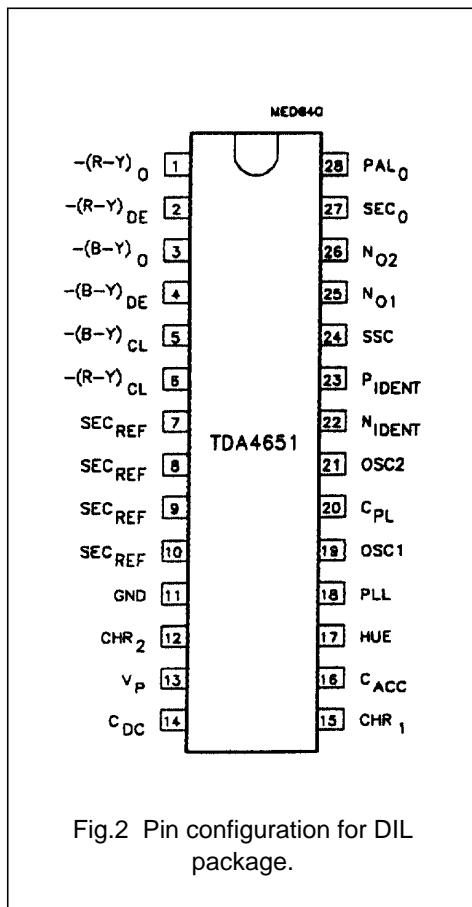 MED640
-(R-Y)O 1 28 PALO
-(R-Y)DE 2 27 SECO
-(B-Y)O 3 26 NO2
-(B-Y)DE 4 25 NO1
-(B-Y)CL 5 24 SSC
-(R-Y)CL 6 23 PIDENT
SECREF 7 22 NIDENT
TDA4651
SECREF 8 21 OSC2
SECREF 9 20 CPL
SECREF 10 19 OSC1
GND 11 18 PLL
CHR2 12 17 HUE
VP 13 16 CACC
CDC 14 15 CHR1
Fig.2 Pin configuration for DIL
package.